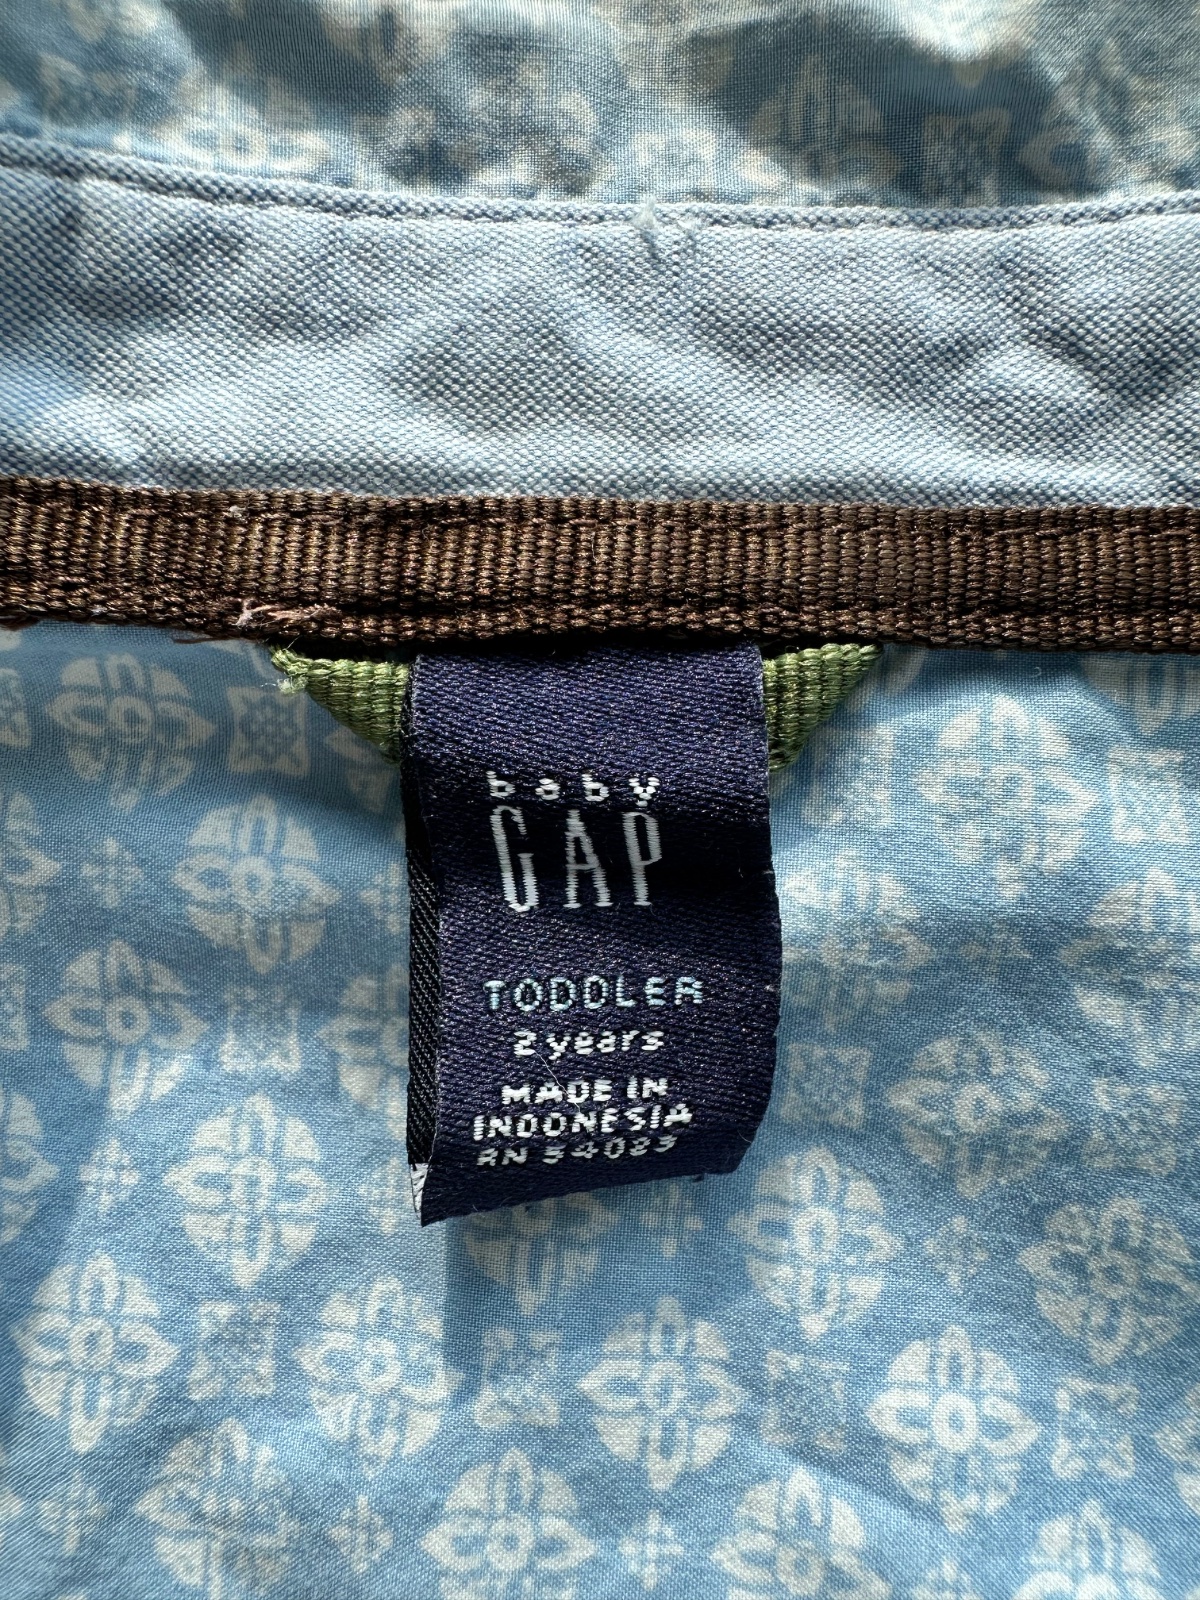 baby
GAP
TODDLER
2 years
MADE IN
INDONESIA
RN 54023